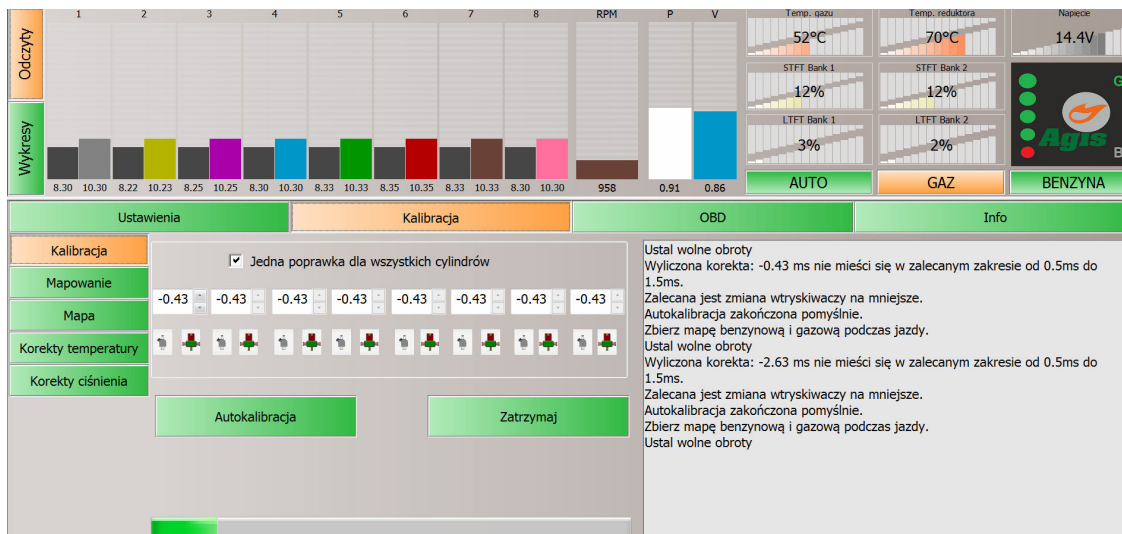 1 2 3 4 5 6 7 8 RPM P V Temp. gazu Temp. reduktora Napięcie
Odczyty
52°C 70°C 14.4V
STFT Bank 1 STFT Bank 2
12% 12%
G
LTFT Bank 1 LTFT Bank 2
Wykresy
3% 2%
Agis
B
8.30 10.30 8.22 10.23 8.25 10.25 8.30 10.30 8.33 10.33 8.35 10.35 8.33 10.33 8.30 10.30 958 0.91 0.86
AUTO GAZ BENZYNA
Ustawienia Kalibracja OBD Info
Kalibracja
Mapowanie
Mapa
Korekty temperatury
Korekty ciśnienia
Jedna poprawka dla wszystkich cylindrów
-0.43 -0.43 -0.43 -0.43 -0.43 -0.43 -0.43 -0.43
Autokalibracja Zatrzymaj
Ustal wolne obroty
Wyliczona korekta: -0.43 ms nie mieści się w zalecanym zakresie od 0.5ms do
1.5ms.
Zalecana jest zmiana wtryskiwaczy na mniejsze.
Autokalibracja zakończona pomyślnie.
Zbierz mapę benzynową i gazową podczas jazdy.
Ustal wolne obroty
Wyliczona korekta: -2.63 ms nie mieści się w zalecanym zakresie od 0.5ms do
1.5ms.
Zalecana jest zmiana wtryskiwaczy na mniejsze.
Autokalibracja zakończona pomyślnie.
Zbierz mapę benzynową i gazową podczas jazdy.
Ustal wolne obroty